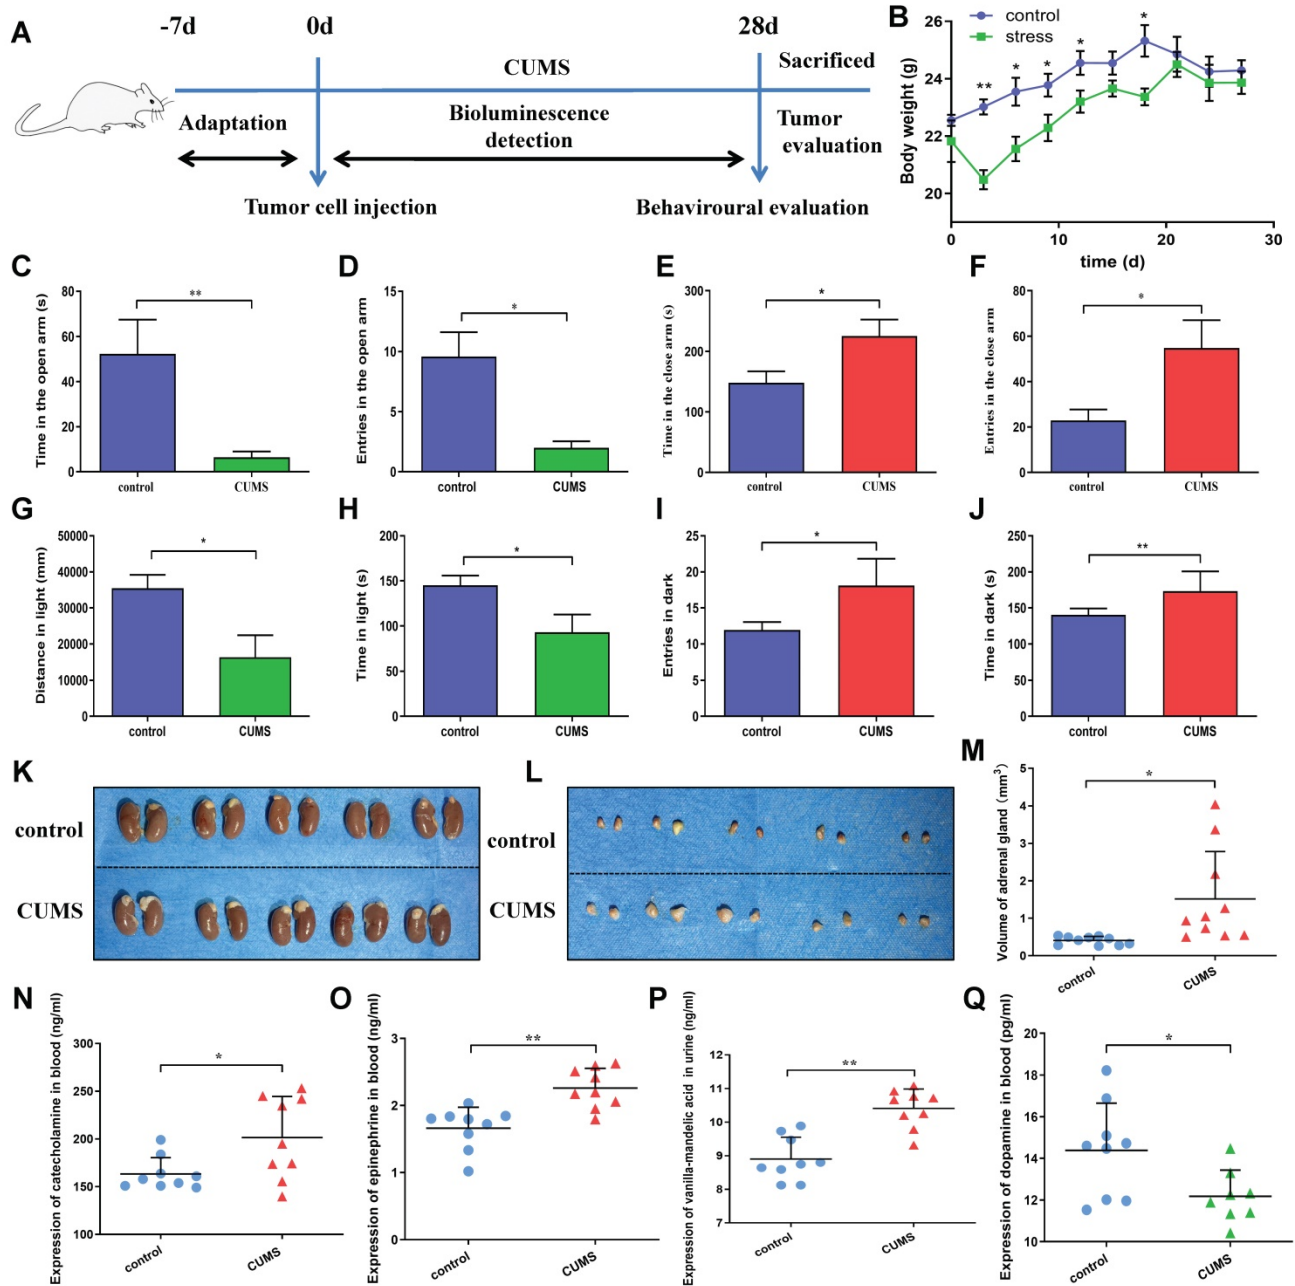 A
-7d
0d
28d
CUMS
Sacrificed
Adaptation
Bioluminescence
detection
Tumor
evaluation
Tumor cell injection
Behaviroural evaluation
B
control
stress
Body weight (g)
26
24
22
20
**
*
*
*
*
0
10
20
30
time (d)
C
Time in the open arm (s)
80
60
40
20
0
**
control
CUMS
D
Entries in the open arm
15
10
5
0
*
control
CUMS
E
Time in the close arm (s)
300
200
100
0
*
control
CUMS
F
Entries in the close arm
80
60
40
20
0
*
control
CUMS
G
Distance in light (mm)
50000
40000
30000
20000
10000
0
*
control
CUMS
H
Time in light (s)
200
150
100
50
0
*
control
CUMS
I
Entries in dark
25
20
15
10
5
0
*
control
CUMS
J
Time in dark (s)
250
200
150
100
50
0
**
control
CUMS
K
control
CUMS
L
control
CUMS
M
Volume of adrenal gland (mm³)
5
4
3
2
1
0
*
control
CUMS
N
Expression of catecholamine in blood (ng/ml)
300
250
200
150
100
*
control
CUMS
O
Expression of epinephrine in blood (ng/ml)
3
2
1
0
**
control
CUMS
P
Expression of vanilla-mandelic acid in urine (ng/ml)
12
11
10
9
8
7
**
control
CUMS
Q
Expression of dopamine in blood (pg/ml)
20
18
16
14
12
10
*
control
CUMS